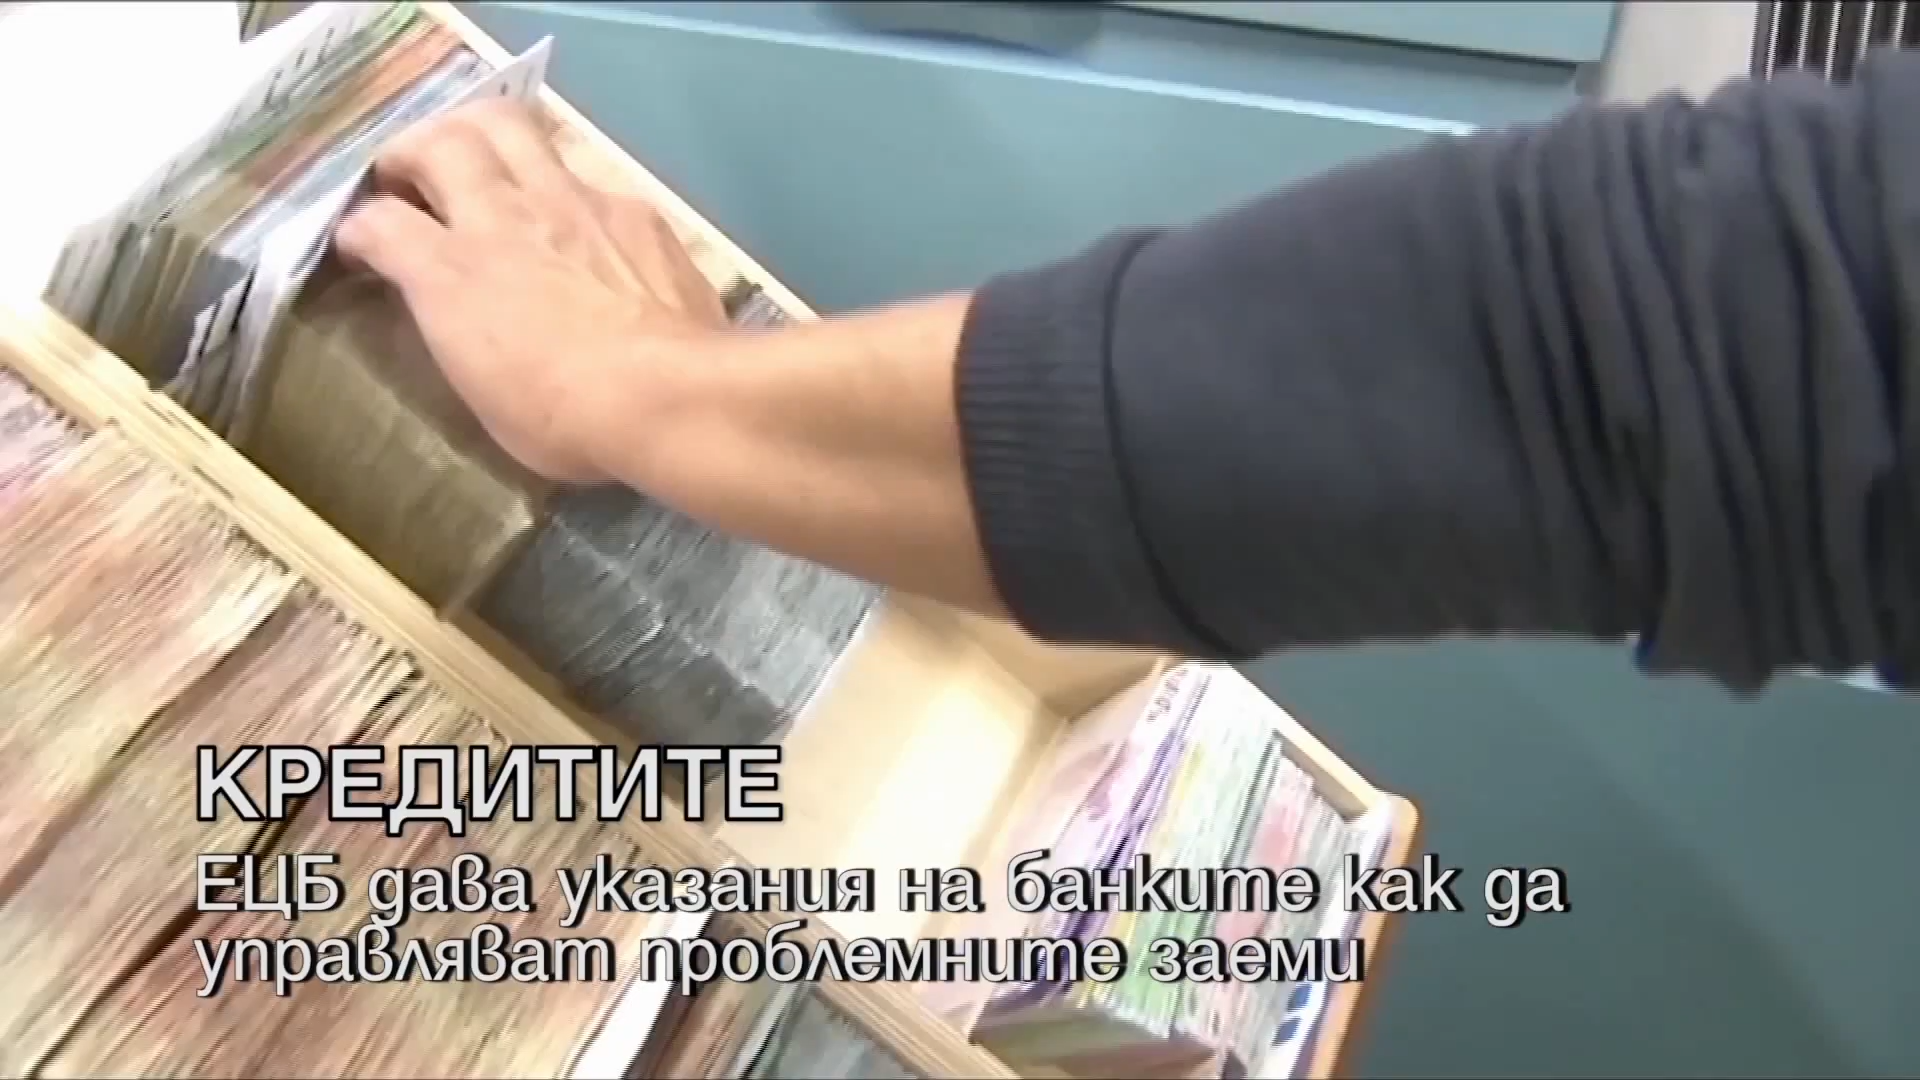 КРЕДИТИТЕ
ЕЦБ дава указания на банките как да
управляват проблемните заеми